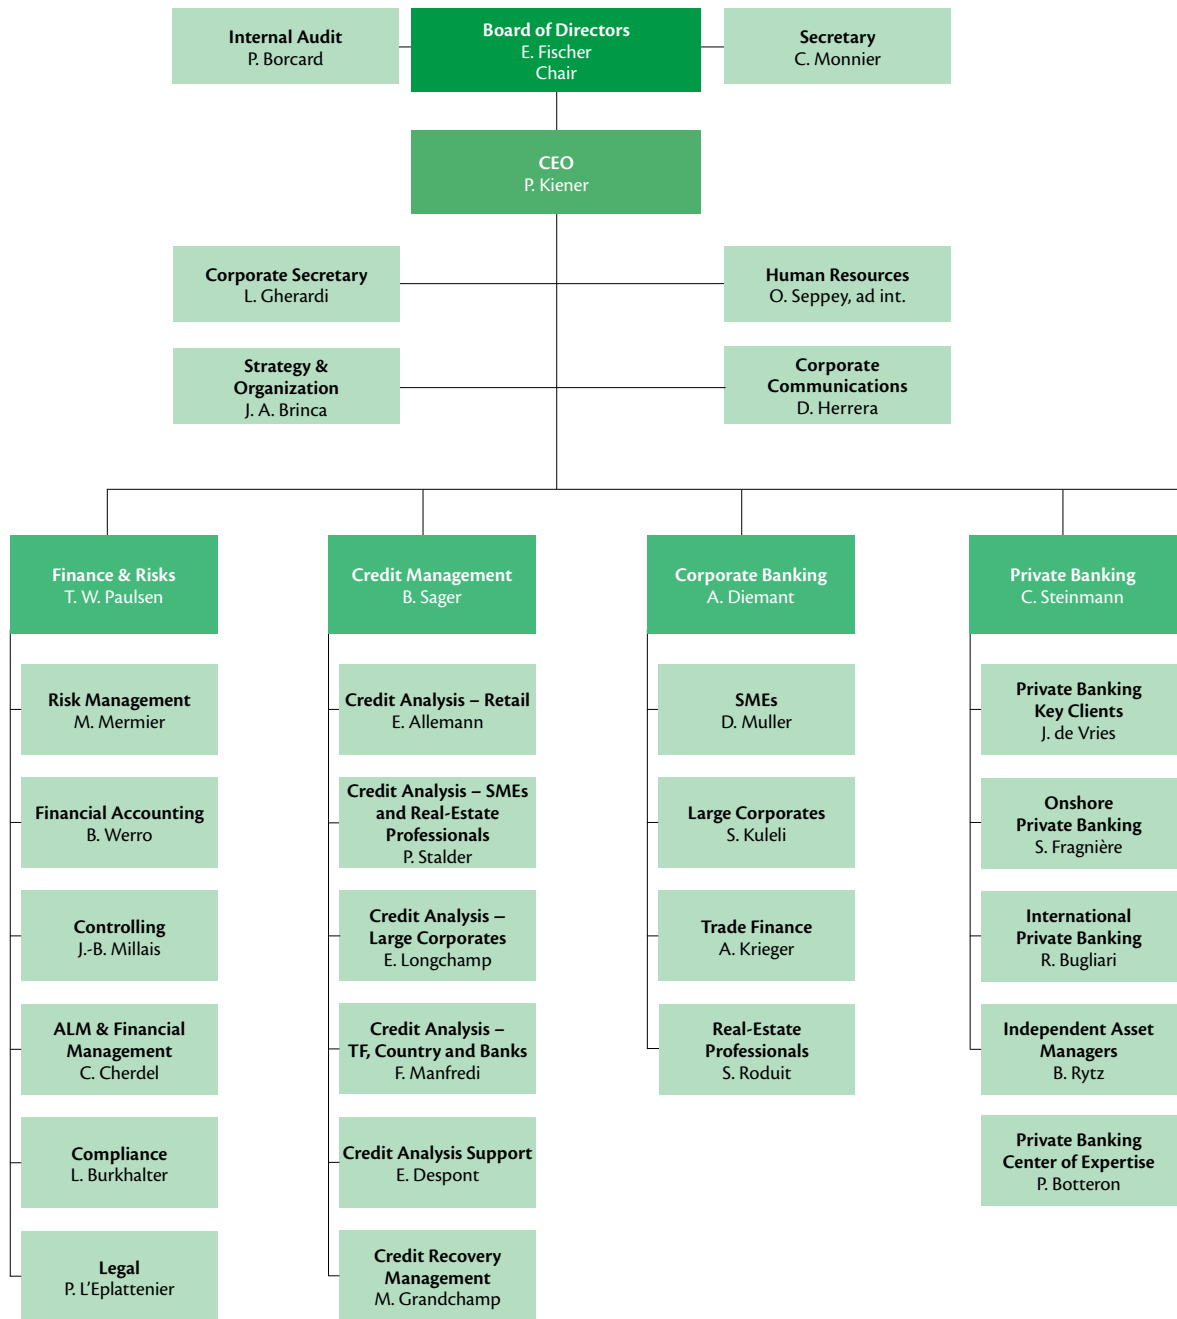 Internal Audit
P. Borcard
Board of Directors
E. Fischer
Chair
Secretary
C. Monnier
CEO
P. Kiener
Corporate Secretary
L. Gherardi
Human Resources
O. Seppey, ad int.
Strategy &
Organization
J. A. Brinca
Corporate
Communications
D. Herrera
Finance & Risks
T. W. Paulsen
Credit Management
B. Sager
Corporate Banking
A. Diemant
Private Banking
C. Steinmann
Risk Management
M. Mermier
Financial Accounting
B. Werro
Controlling
J.-B. Millais
ALM & Financial
Management
C. Cherdel
Compliance
L. Burkhalter
Legal
P. L’Eplattenier
Credit Analysis – Retail
E. Allemann
Credit Analysis – SMEs
and Real-Estate
Professionals
P. Stalder
Credit Analysis –
Large Corporates
E. Longchamp
Credit Analysis –
TF, Country and Banks
F. Manfredi
Credit Analysis Support
E. Despont
Credit Recovery
Management
M. Grandchamp
SMEs
D. Muller
Large Corporates
S. Kuleli
Trade Finance
A. Krieger
Real-Estate
Professionals
S. Roduit
Private Banking
Key Clients
J. de Vries
Onshore
Private Banking
S. Fragnière
International
Private Banking
R. Bugliari
Independent Asset
Managers
B. Rytz
Private Banking
Center of Expertise
P. Botteron